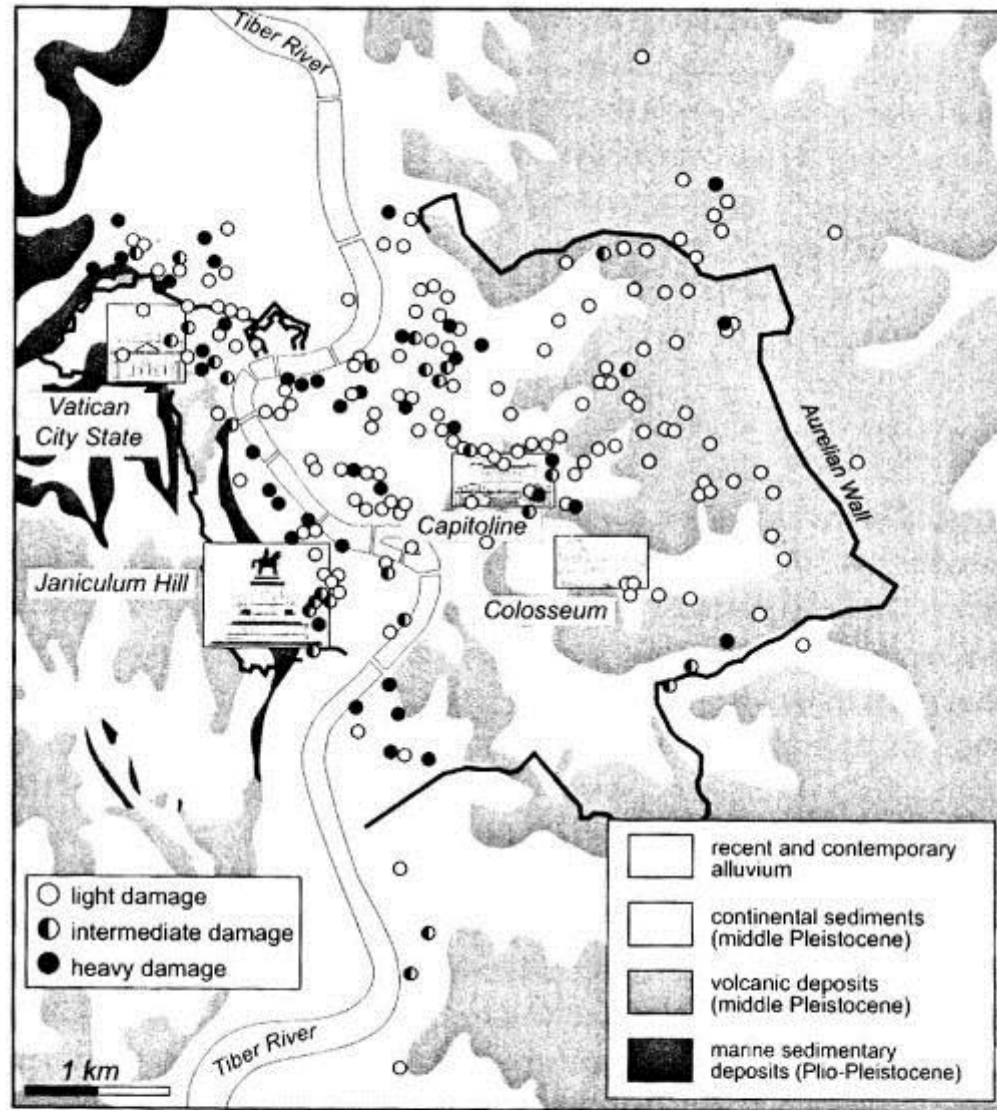 Tiber River
Vatican
City State
Capitoline
Aurelian Wall
Janiculum Hill
Colosseum
light damage
intermediate damage
heavy damage
recent and contemporary
alluvium
continental sediments
(middle Pleistocene)
volcanic deposits
(middle Pleistocene)
marine sedimentary
deposits (Plio-Pleistocene)
Tiber River
1 km